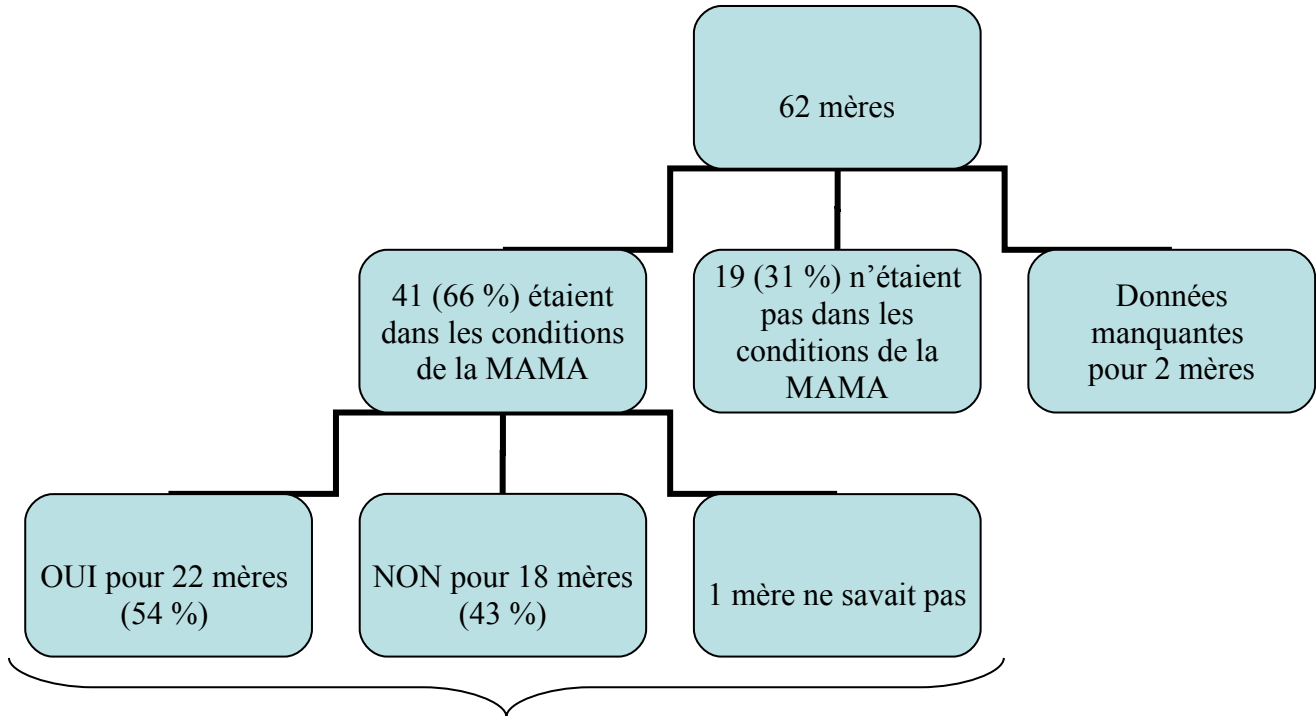 62 mères
41 (66 %) étaient
dans les conditions
de la MAMA
19 (31 %) n’étaient
pas dans les
conditions de la
MAMA
Données
manquantes
pour 2 mères
OUI pour 22 mères
(54 %)
NON pour 18 mères
(43 %)
1 mère ne savait pas